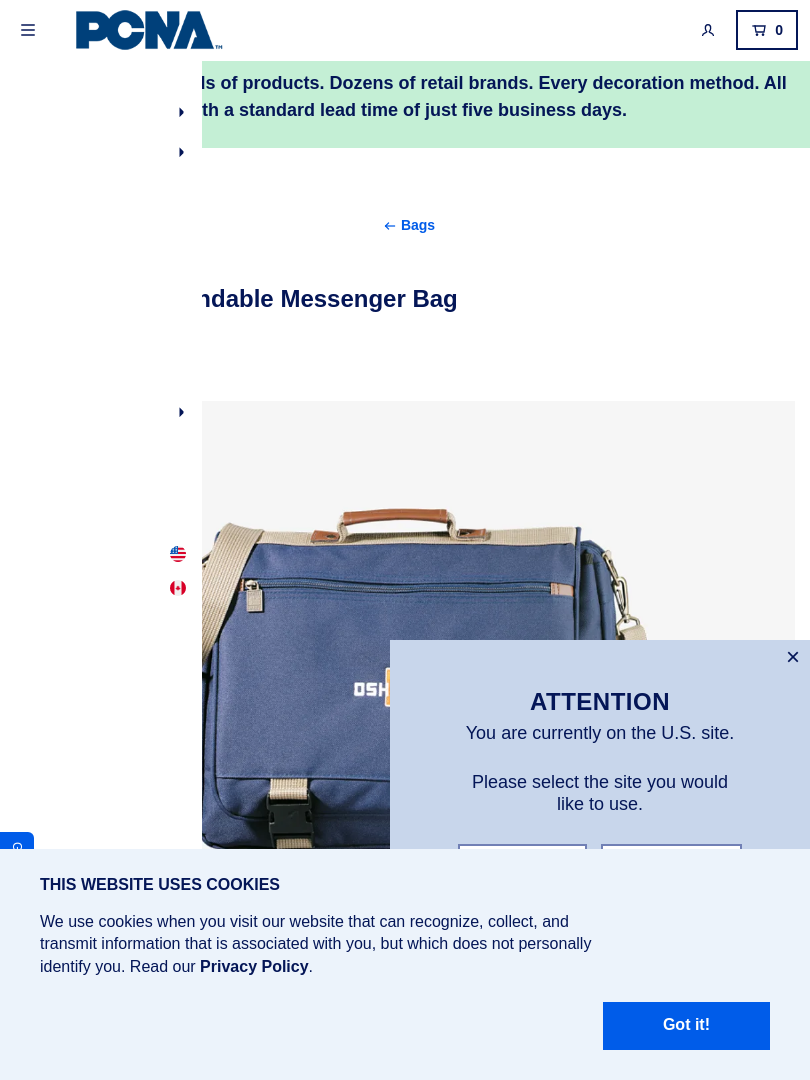 PCNA™
0
ls of products. Dozens of retail brands. Every decoration method. All
th a standard lead time of just five business days.
← Bags
ndable Messenger Bag
OSH
×
ATTENTION
You are currently on the U.S. site.
Please select the site you would
like to use.
THIS WEBSITE USES COOKIES
We use cookies when you visit our website that can recognize, collect, and
transmit information that is associated with you, but which does not personally
identify you. Read our Privacy Policy.
Got it!